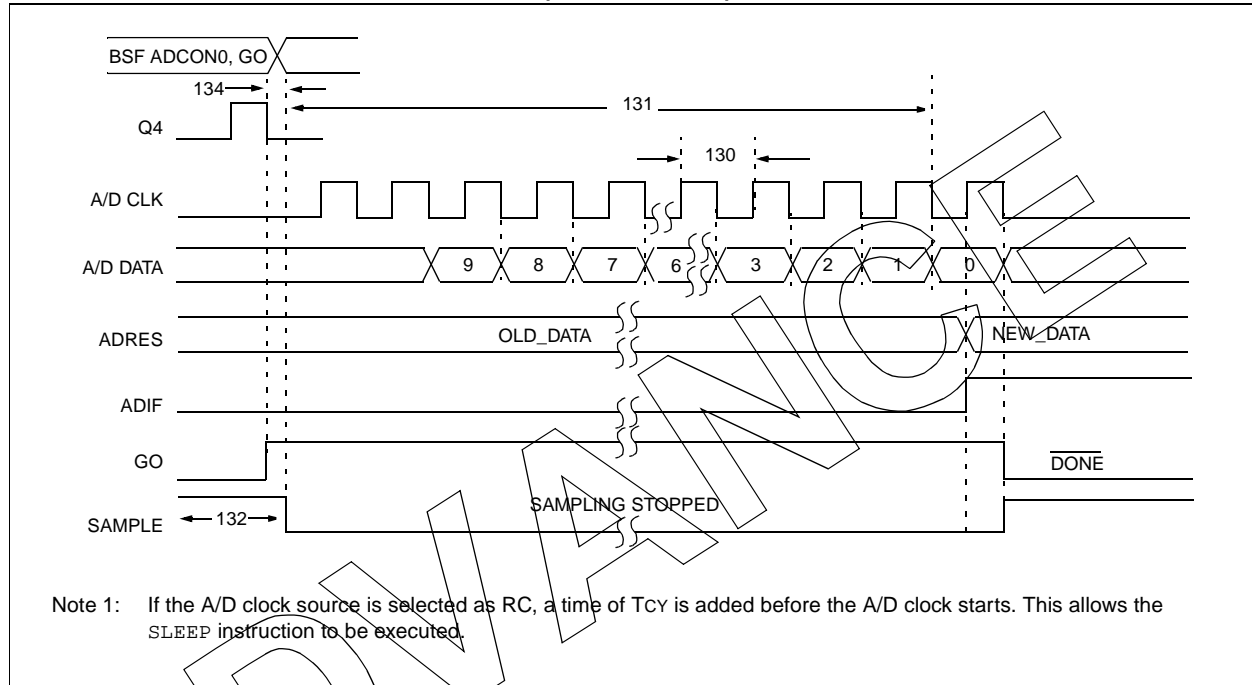 BSF ADCON0, GO
134
131
Q4
130
A/D CLK
A/D DATA 9 8 7 6 3 2 1 0
ADRES OLD_DATA NEW_DATA
ADIF
GO DONE
SAMPLE 132 SAMPLING STOPPED
Note 1: If the A/D clock source is selected as RC, a time of TCY is added before the A/D clock starts. This allows the
SLEEP instruction to be executed.